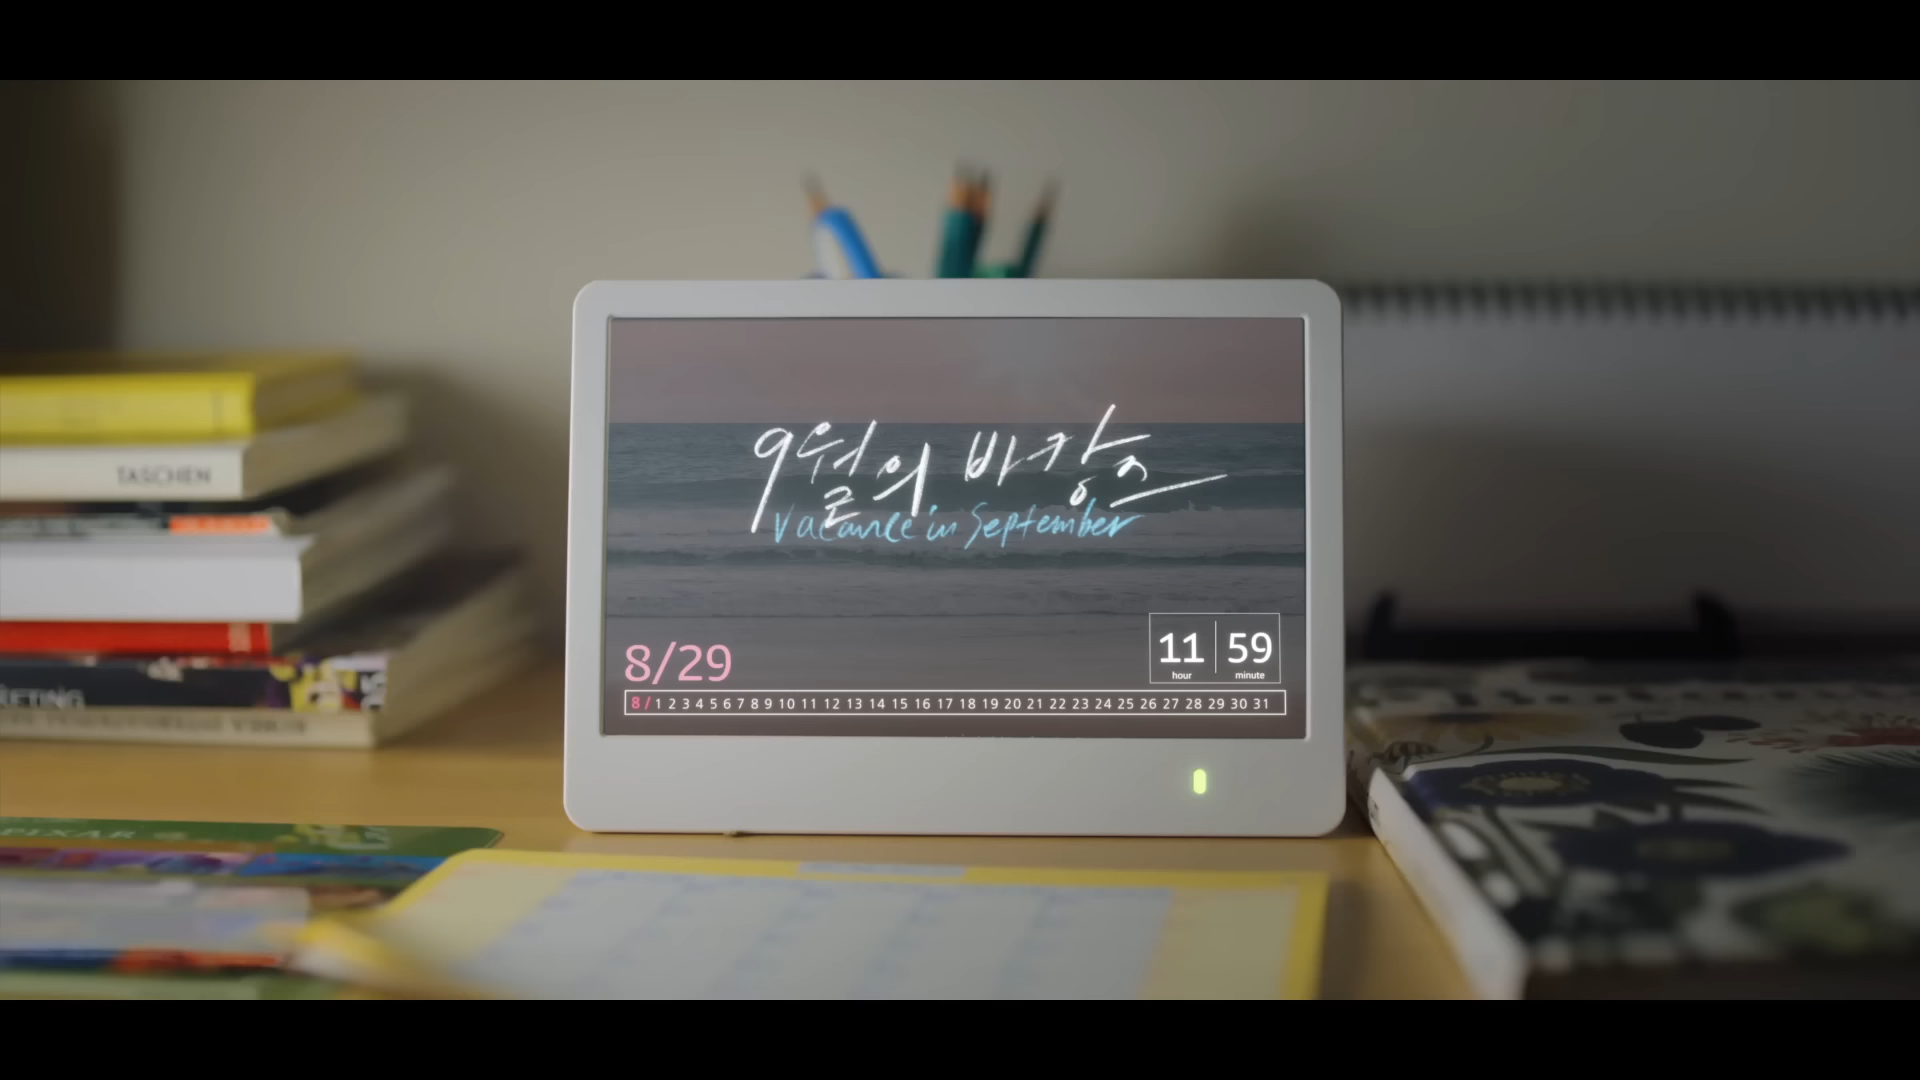 TASCHEN
PIXAR
9월의 바캉스
Vacance in September
8/29
11 59
hour minute
8/ 1 2 3 4 5 6 7 8 9 10 11 12 13 14 15 16 17 18 19 20 21 22 23 24 25 26 27 28 29 30 31